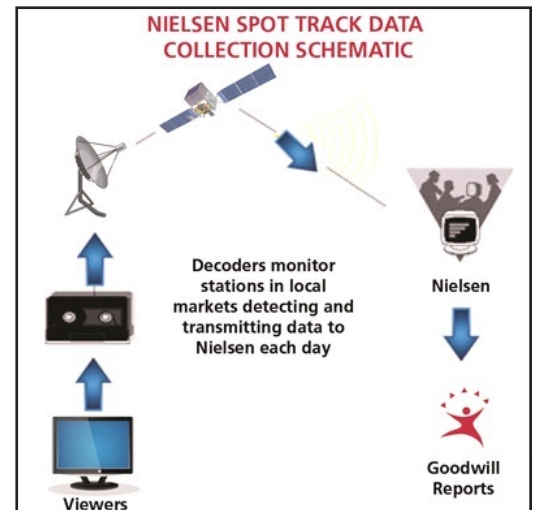 NIELSEN SPOT TRACK DATA
COLLECTION SCHEMATIC
Decoders monitor
stations in local
markets detecting and
transmitting data to
Nielsen each day
Nielsen
Goodwill
Reports
Viewers